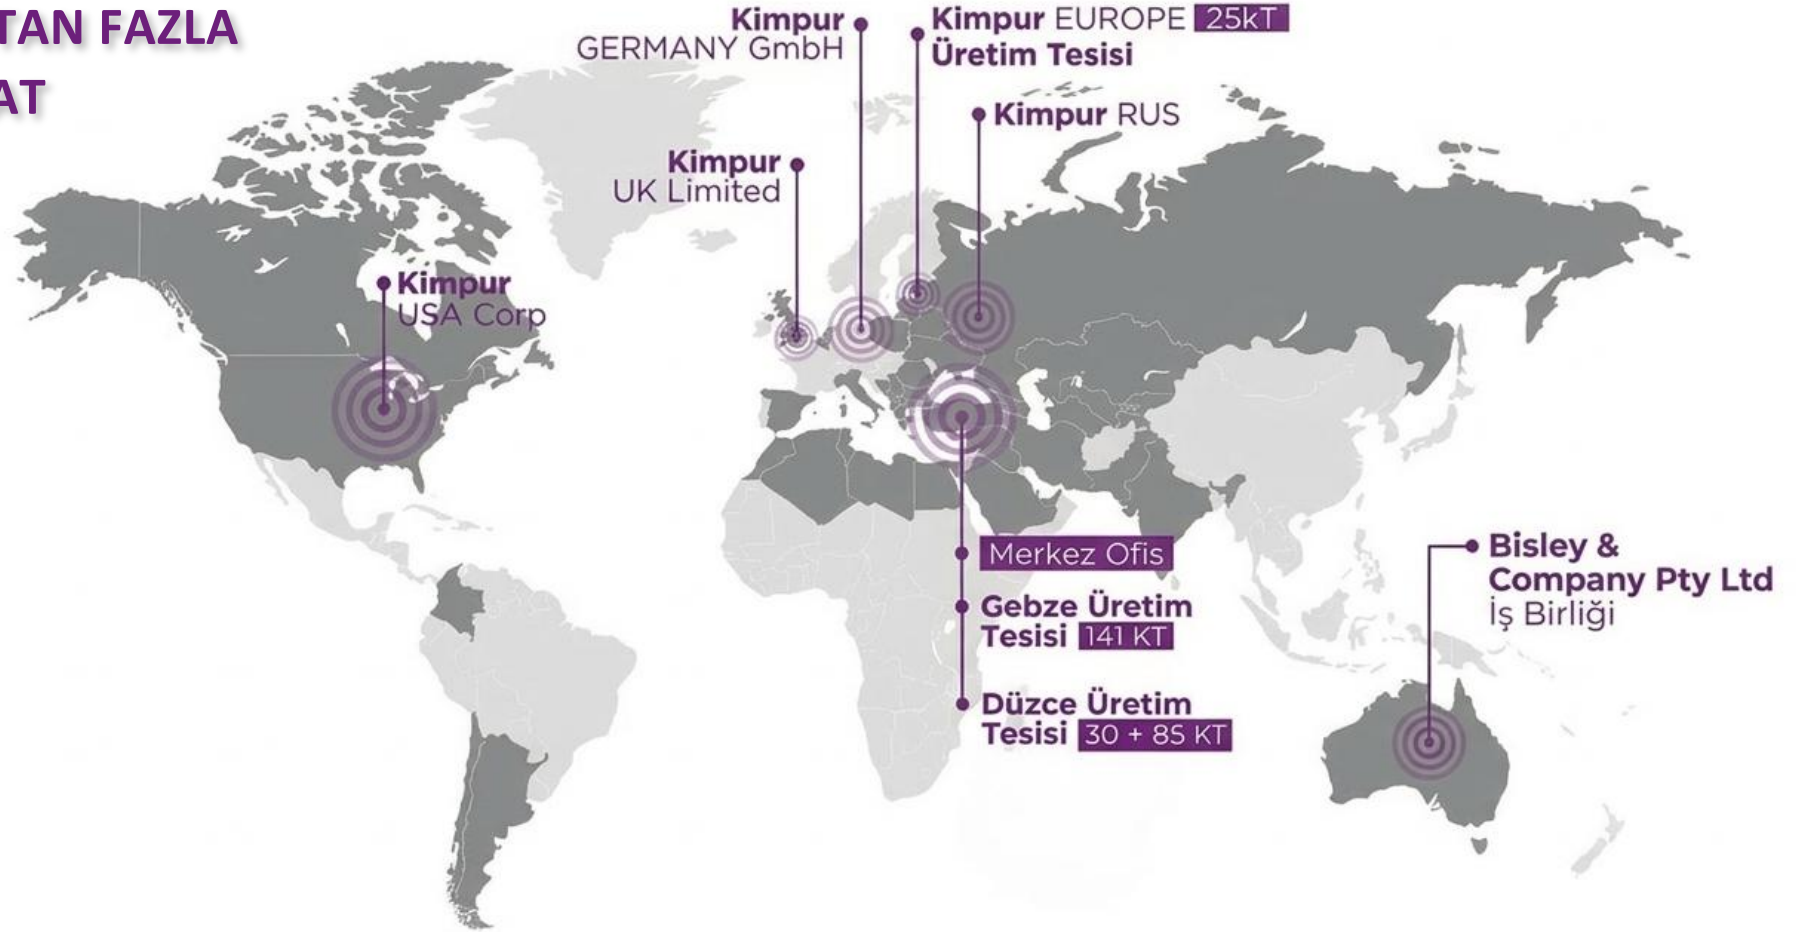 TAN FAZLA
AT
Kimpur
GERMANY GmbH
Kimpur EUROPE 25kT
Üretim Tesisi
Kimpur RUS
Kimpur
UK Limited
Kimpur
USA Corp
Merkez Ofis
Gebze Üretim
Tesisi 141 KT
Düzce Üretim
Tesisi 30 + 85 KT
Bisley &
Company Pty Ltd
İş Birliği